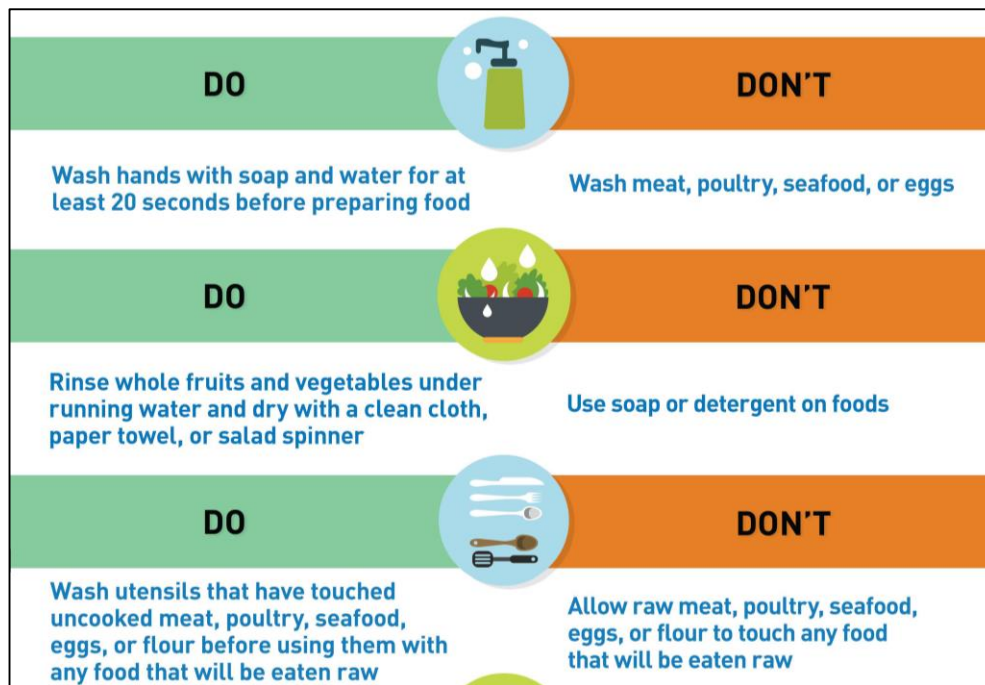 DO
DON'T
Wash hands with soap and water for at
least 20 seconds before preparing food
Wash meat, poultry, seafood, or eggs
DO
DON'T
Rinse whole fruits and vegetables under
running water and dry with a clean cloth,
paper towel, or salad spinner
Use soap or detergent on foods
DO
DON'T
Wash utensils that have touched
uncooked meat, poultry, seafood,
eggs, or flour before using them with
any food that will be eaten raw
Allow raw meat, poultry, seafood,
eggs, or flour to touch any food
that will be eaten raw